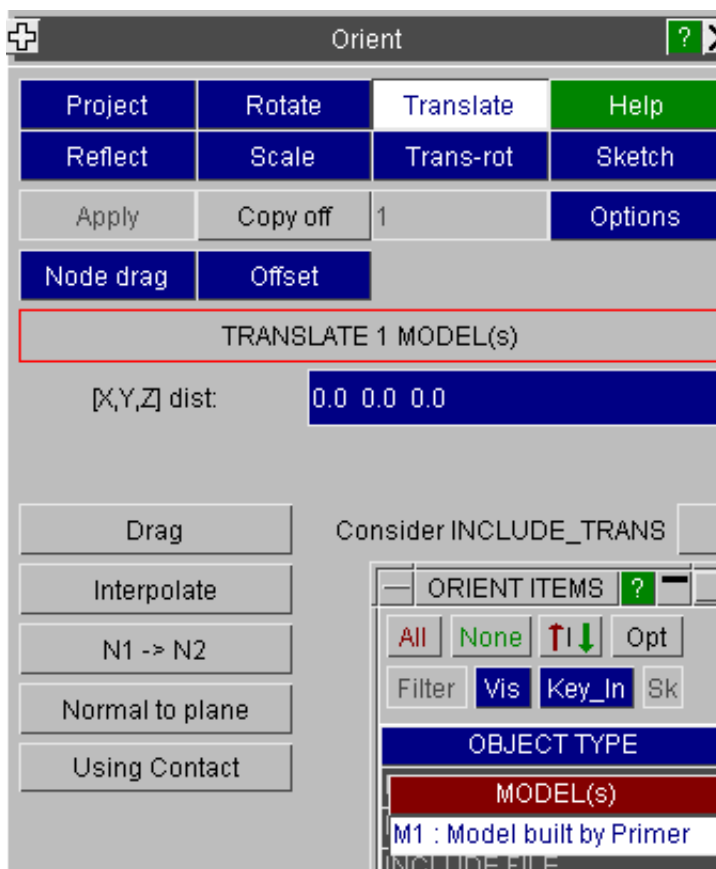 Orient ?
Project Rotate Translate Help
Reflect Scale Trans-rot Sketch
Apply Copy off 1 Options
Node drag Offset
TRANSLATE 1 MODEL(s)
[X,Y,Z] dist: 0.0 0.0 0.0
Drag Consider INCLUDE_TRANS
Interpolate ORIENT ITEMS ?
N1 -> N2 All None Opt
Filter Vis Key_In Sk
Normal to plane
OBJECT TYPE
Using Contact
MODEL(s)
M1 : Model built by Primer
INCLUDE FILE